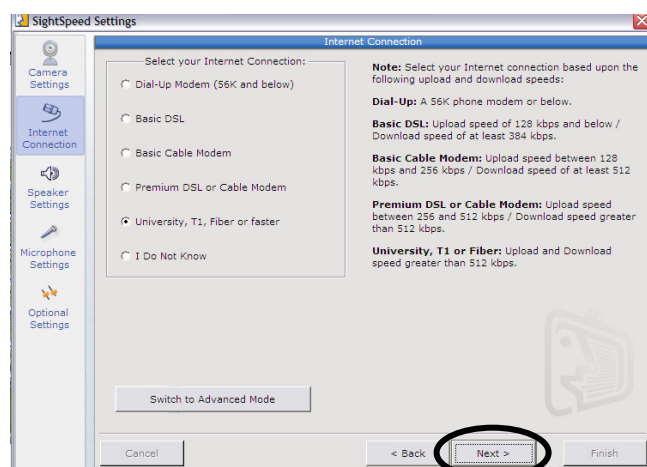 SightSpeed Settings
Internet Connection
Camera
Settings
Internet
Connection
Speaker
Settings
Microphone
Settings
Optional
Settings
Select your Internet Connection:
Dial-Up Modem (56K and below)
Basic DSL
Basic Cable Modem
Premium DSL or Cable Modem
University, T1, Fiber or faster
I Do Not Know
Note: Select your Internet connection based upon the
following upload and download speeds:
Dial-Up: A 56K phone modem or below.
Basic DSL: Upload speed of 128 kbps and below /
Download speed of at least 384 kbps.
Basic Cable Modem: Upload speed between 128
kbps and 256 kbps / Download speed of at least 512
kbps.
Premium DSL or Cable Modem: Upload speed
between 256 and 512 kbps / Download speed greater
than 512 kbps.
University, T1 or Fiber: Upload and Download
speed greater than 512 kbps.
Switch to Advanced Mode
Cancel
< Back
Next >
Finish